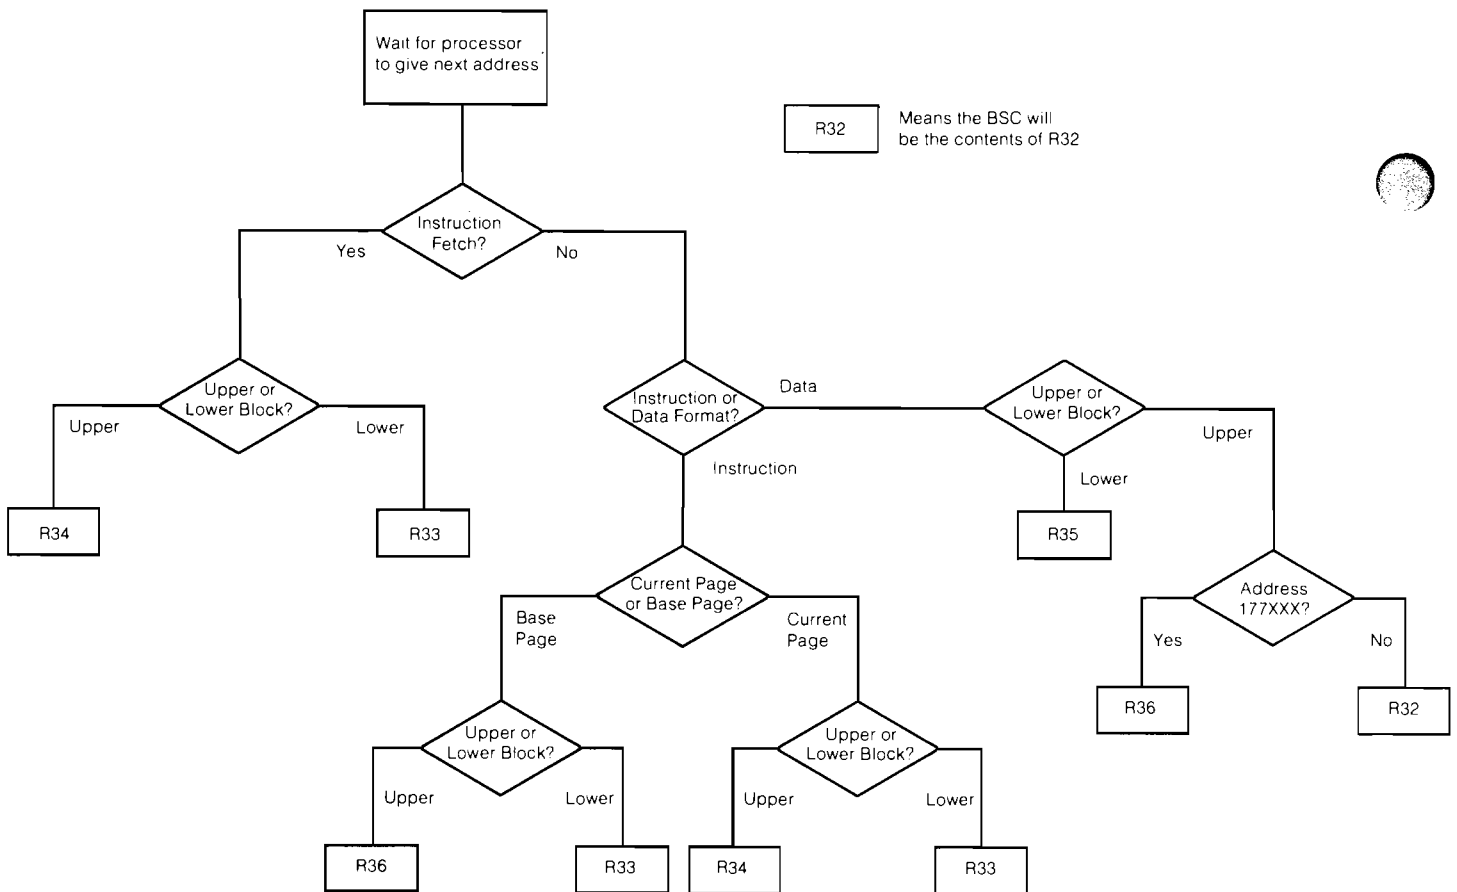 Wait for processor
to give next address
R32
Means the BSC will
be the contents of R32
Instruction
Fetch?
Yes
No
Upper or
Lower Block?
Upper
Lower
R34
R33
Instruction or
Data Format?
Data
Instruction
Upper or
Lower Block?
Upper
Lower
R35
Address
177XXX?
Yes
No
R36
R32
Current Page
or Base Page?
Base
Page
Current
Page
Upper or
Lower Block?
Upper
Lower
R36
R33
Upper or
Lower Block?
Upper
Lower
R34
R33